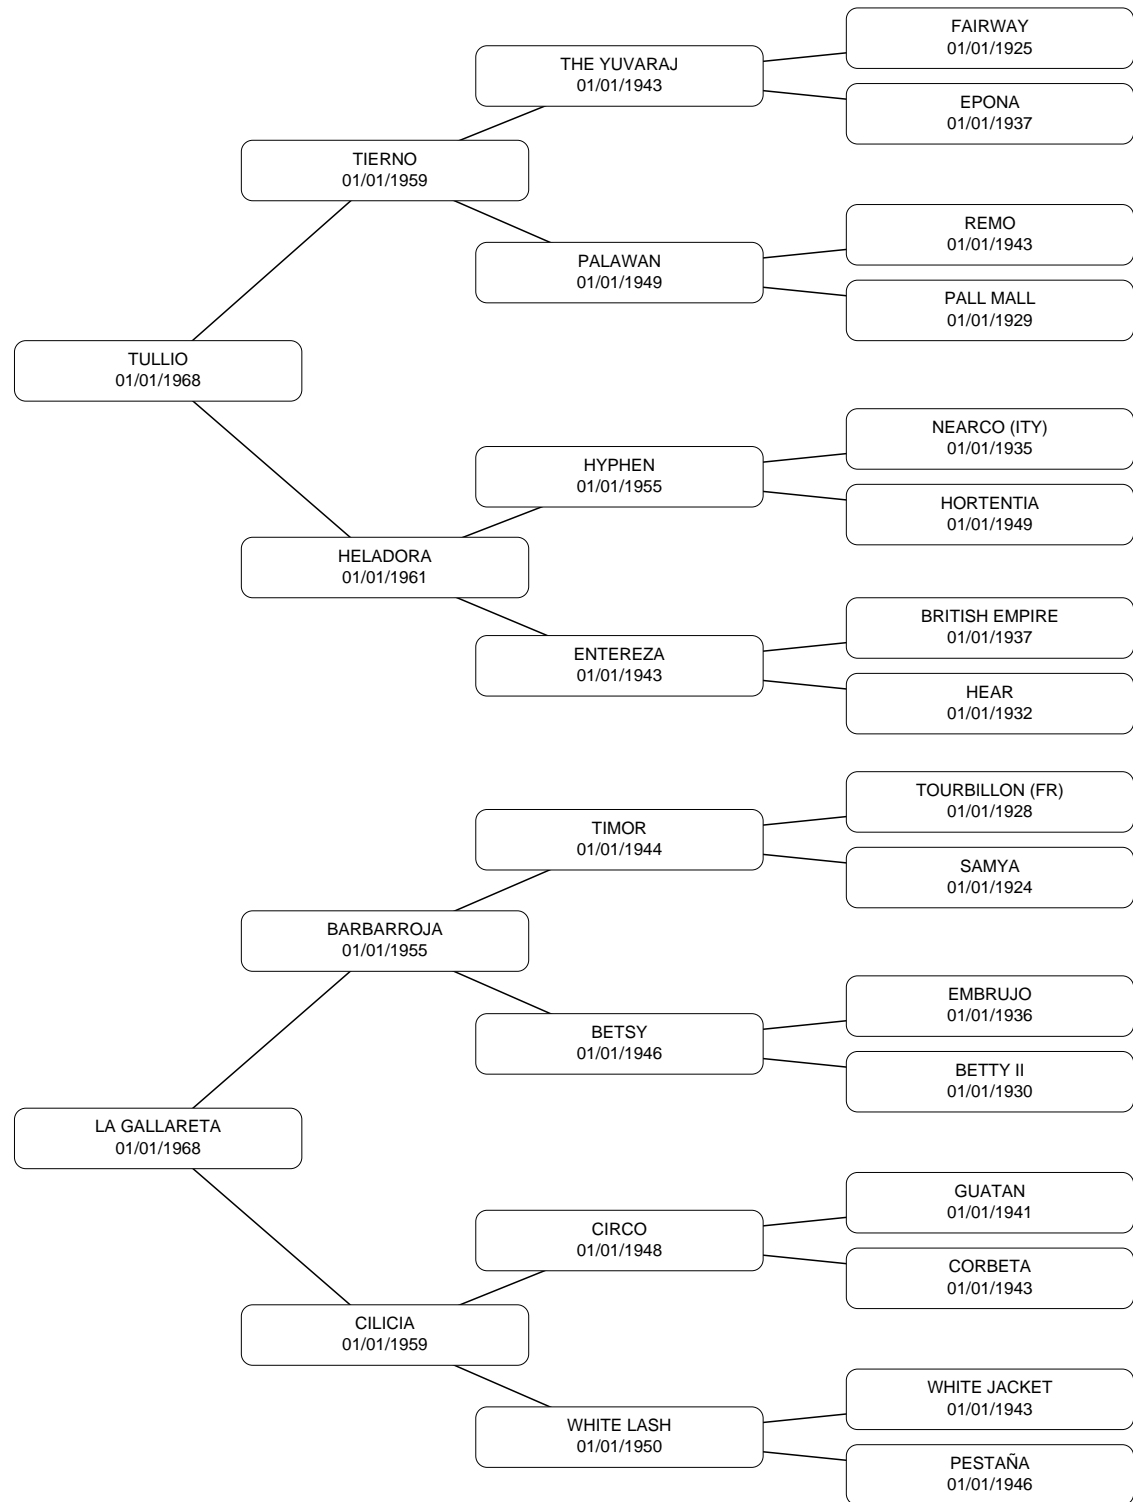 FAIRWAY
01/01/1925
THE YUVARAJ
01/01/1943
EPONA
01/01/1937
TIERNO
01/01/1959
REMO
01/01/1943
PALAWAN
01/01/1949
PALL MALL
01/01/1929
TULLIO
01/01/1968
NEARCO (ITY)
01/01/1935
HYPHEN
01/01/1955
HORTENTIA
01/01/1949
HELADORA
01/01/1961
BRITISH EMPIRE
01/01/1937
ENTEREZA
01/01/1943
HEAR
01/01/1932
TOURBILLON (FR)
01/01/1928
TIMOR
01/01/1944
SAMYA
01/01/1924
BARBARROJA
01/01/1955
EMBRUJO
01/01/1936
BETSY
01/01/1946
BETTY II
01/01/1930
LA GALLARETA
01/01/1968
GUATAN
01/01/1941
CIRCO
01/01/1948
CORBETA
01/01/1943
CILICIA
01/01/1959
WHITE JACKET
01/01/1943
WHITE LASH
01/01/1950
PESTAÑA
01/01/1946